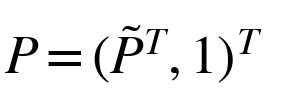 P = (P̃ᵀ, 1)ᵀ